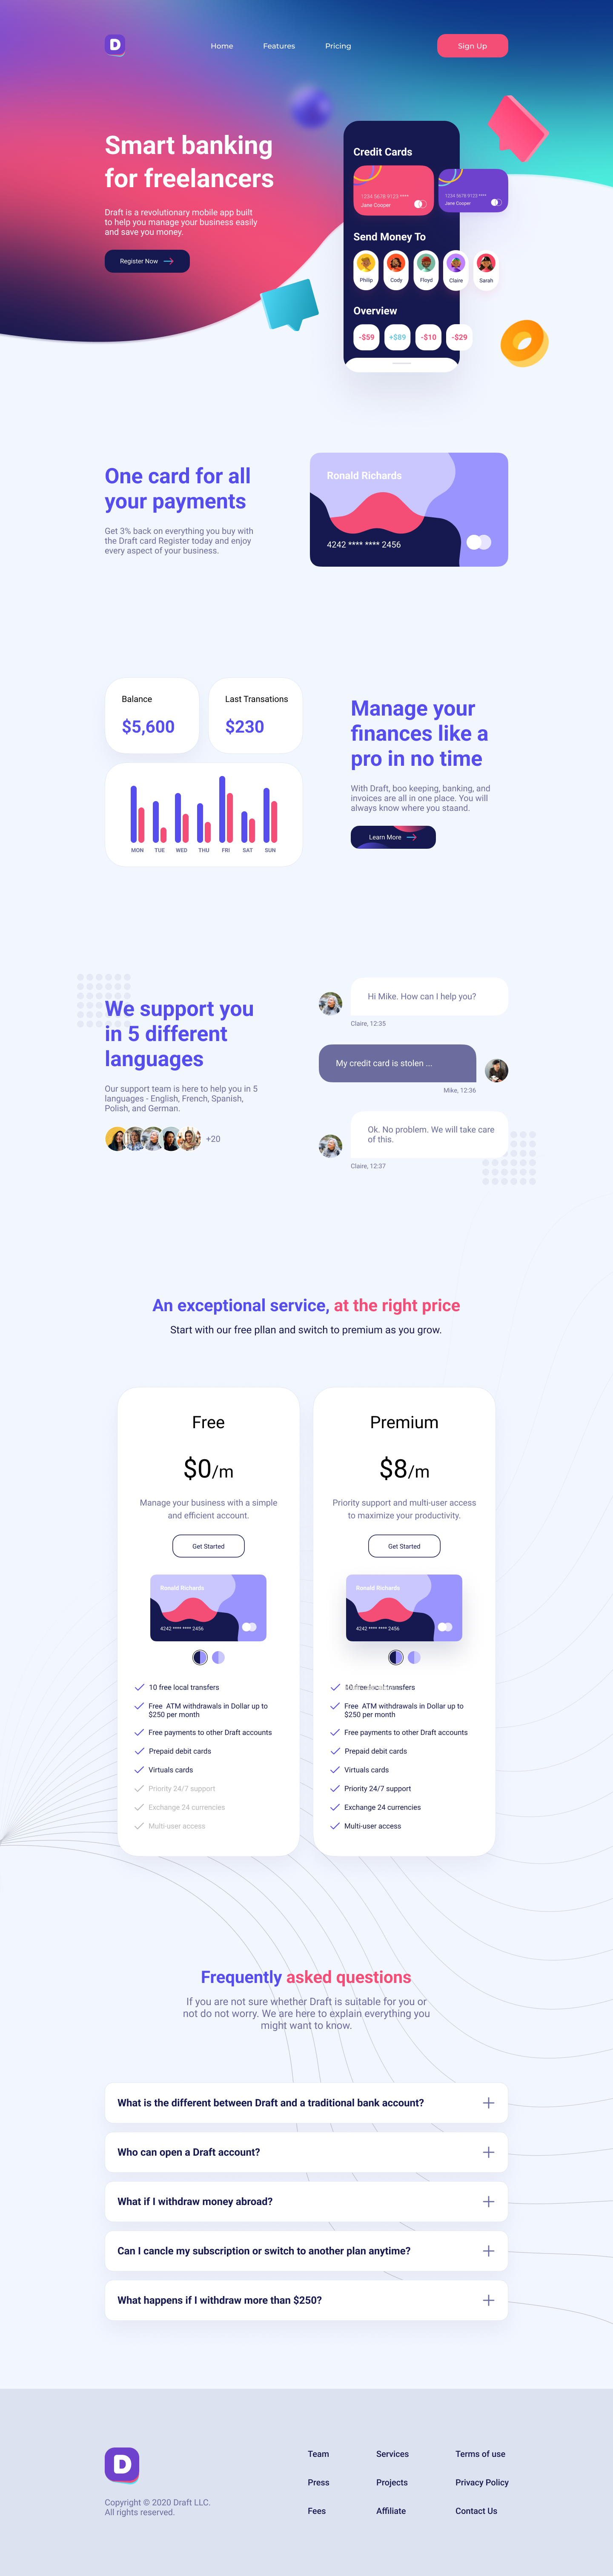 D
Home
Features
Pricing
Sign Up
Smart banking
for freelancers
Draft is a revolutionary mobile app built
to help you manage your business easily
and save you money.
Register Now
Credit Cards
1234 5678 9123 ****
Jane Cooper
1234 5678 9123 ****
Jane Cooper
Send Money To
Philip
Cody
Floyd
Claire
Sarah
Overview
-$59
+$89
-$10
-$29
One card for all
your payments
Get 3% back on everything you buy with
the Draft card Register today and enjoy
every aspect of your business.
Ronald Richards
4242 **** **** 2456
Balance
$5,600
Last Transations
$230
MON
TUE
WED
THU
FRI
SAT
SUN
Manage your
finances like a
pro in no time
With Draft, boo keeping, banking, and
invoices are all in one place. You will
always know where you staand.
Learn More
We support you
in 5 different
languages
Our support team is here to help you in 5
languages - English, French, Spanish,
Polish, and German.
+20
Hi Mike. How can I help you?
Claire, 12:35
My credit card is stolen ...
Mike, 12:36
Ok. No problem. We will take care
of this.
Claire, 12:37
An exceptional service, at the right price
Start with our free pllan and switch to premium as you grow.
Free
$0/m
Manage your business with a simple
and efficient account.
Get Started
Ronald Richards
4242 **** **** 2456
10 free local transfers
Free ATM withdrawals in Dollar up to
$250 per month
Free payments to other Draft accounts
Prepaid debit cards
Virtuals cards
Priority 24/7 support
Exchange 24 currencies
Multi-user access
Premium
$8/m
Priority support and multi-user access
to maximize your productivity.
Get Started
Ronald Richards
4242 **** **** 2456
10 free local transfers
Free ATM withdrawals in Dollar up to
$250 per month
Free payments to other Draft accounts
Prepaid debit cards
Virtuals cards
Priority 24/7 support
Exchange 24 currencies
Multi-user access
Frequently asked questions
If you are not sure whether Draft is suitable for you or
not do not worry. We are here to explain everything you
might want to know.
What is the different between Draft and a traditional bank account?
Who can open a Draft account?
What if I withdraw money abroad?
Can I cancle my subscription or switch to another plan anytime?
What happens if I withdraw more than $250?
D
Copyright © 2020 Draft LLC.
All rights reserved.
Team
Services
Terms of use
Press
Projects
Privacy Policy
Fees
Affiliate
Contact Us